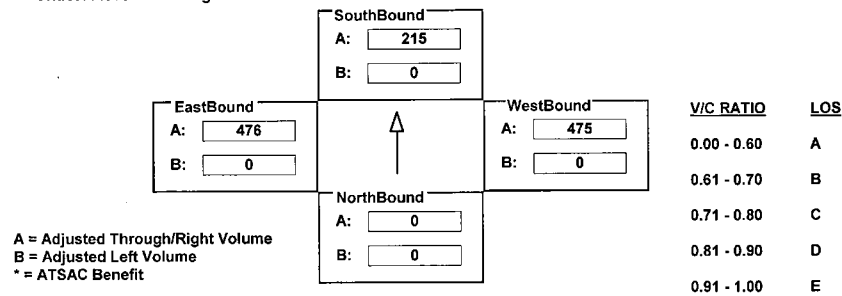 SouthBound
A: 215
B: 0
EastBound
A: 476
B: 0
WestBound
A: 475
B: 0
NorthBound
A: 0
B: 0
A = Adjusted Through/Right Volume
B = Adjusted Left Volume
* = ATSAC Benefit
V/C RATIO LOS
0.00 - 0.60 A
0.61 - 0.70 B
0.71 - 0.80 C
0.81 - 0.90 D
0.91 - 1.00 E